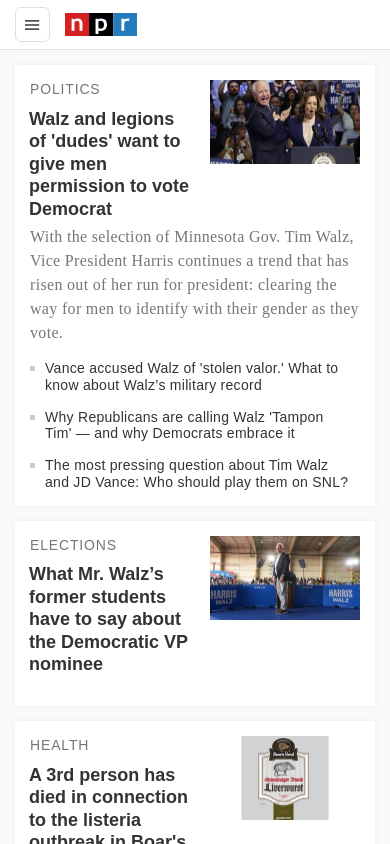 npr
POLITICS
Walz and legions
of 'dudes' want to
give men
permission to vote
Democrat
HARRIS
With the selection of Minnesota Gov. Tim Walz,
Vice President Harris continues a trend that has
risen out of her run for president: clearing the
way for men to identify with their gender as they
vote.
Vance accused Walz of 'stolen valor.' What to
know about Walz’s military record
Why Republicans are calling Walz 'Tampon
Tim' — and why Democrats embrace it
The most pressing question about Tim Walz
and JD Vance: Who should play them on SNL?
ELECTIONS
What Mr. Walz’s
former students
have to say about
the Democratic VP
nominee
HARRIS
WALZ
HARRIS
WALZ
HEALTH
A 3rd person has
died in connection
to the listeria
outbreak in Boar's
Boar's Head
Strassburger Brand
Liverwurst